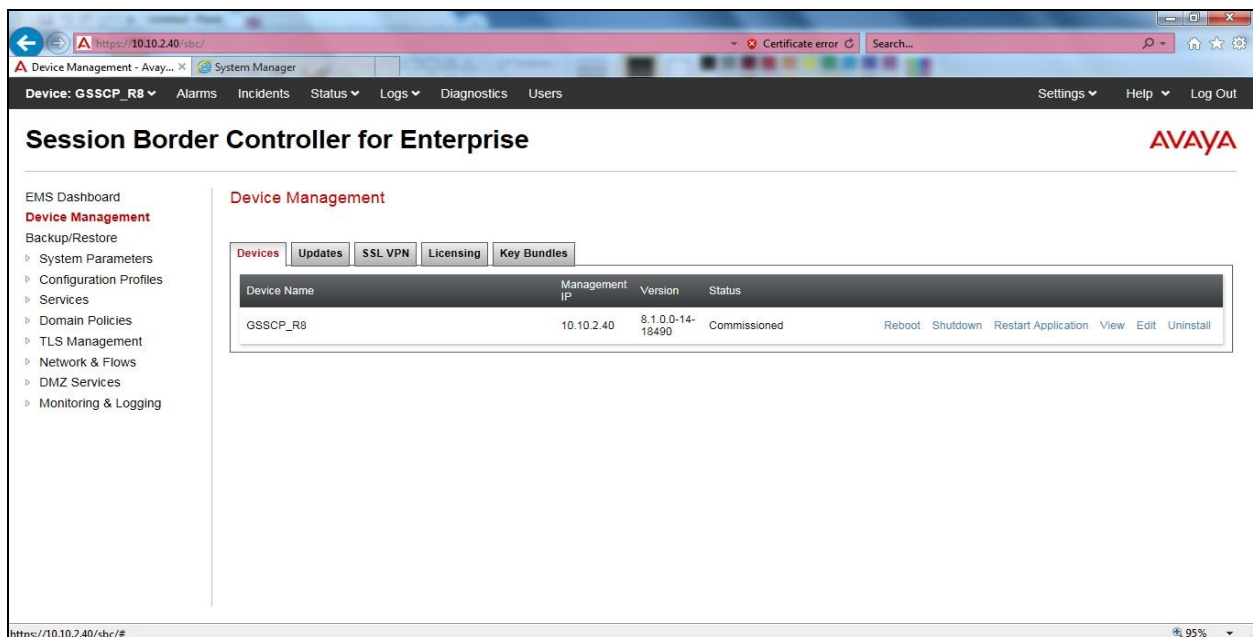 https://10.10.2.40/sbc/
Certificate error
Search...
Device Management - Avay...
System Manager
Device: GSSCP_R8 Alarms Incidents Status Logs Diagnostics Users Settings Help Log Out
Session Border Controller for Enterprise
AVAYA
EMS Dashboard
Device Management
Backup/Restore
System Parameters
Configuration Profiles
Services
Domain Policies
TLS Management
Network & Flows
DMZ Services
Monitoring & Logging
Device Management
Devices Updates SSL VPN Licensing Key Bundles
Device Name Management IP Version Status
GSSCP_R8 10.10.2.40 8.1.0.0-14-18490 Commissioned Reboot Shutdown Restart Application View Edit Uninstall
https://10.10.2.40/sbc/#
95%